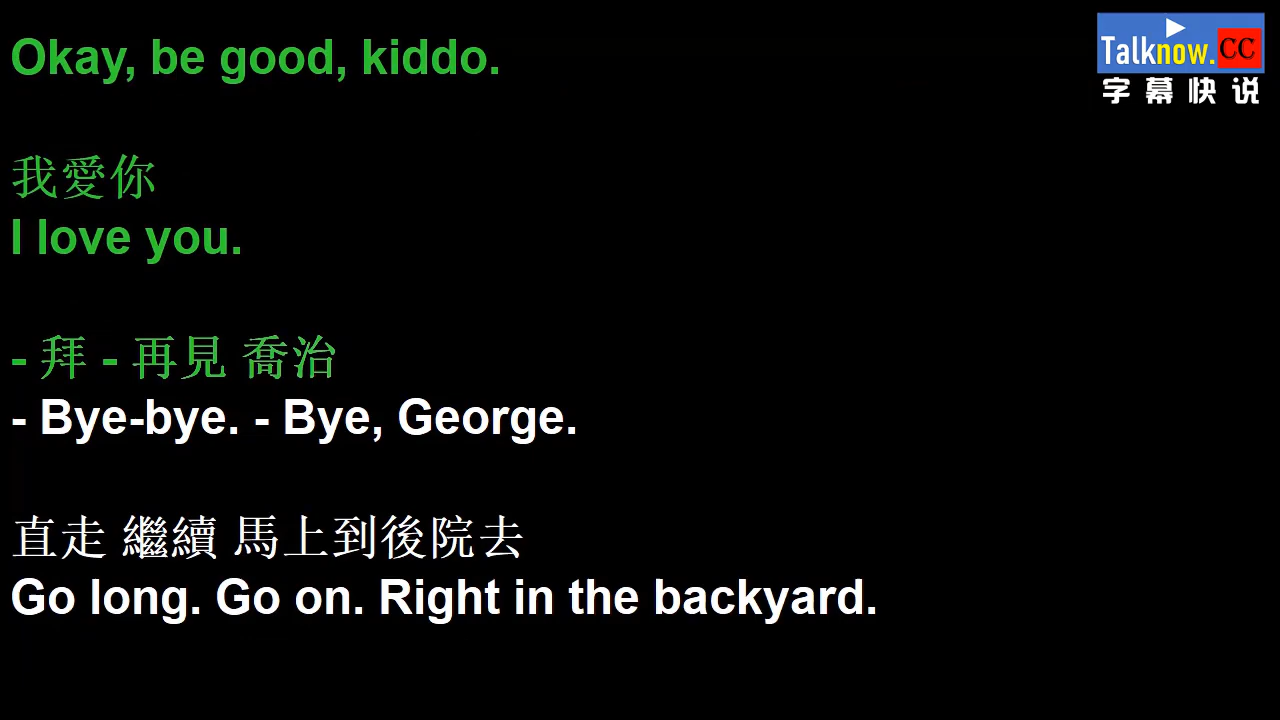 Okay, be good, kiddo.
Talknow.CC
字幕快说
我愛你
I love you.
- 拜 - 再見 喬治
- Bye-bye. - Bye, George.
直走 繼續 馬上到後院去
Go long. Go on. Right in the backyard.